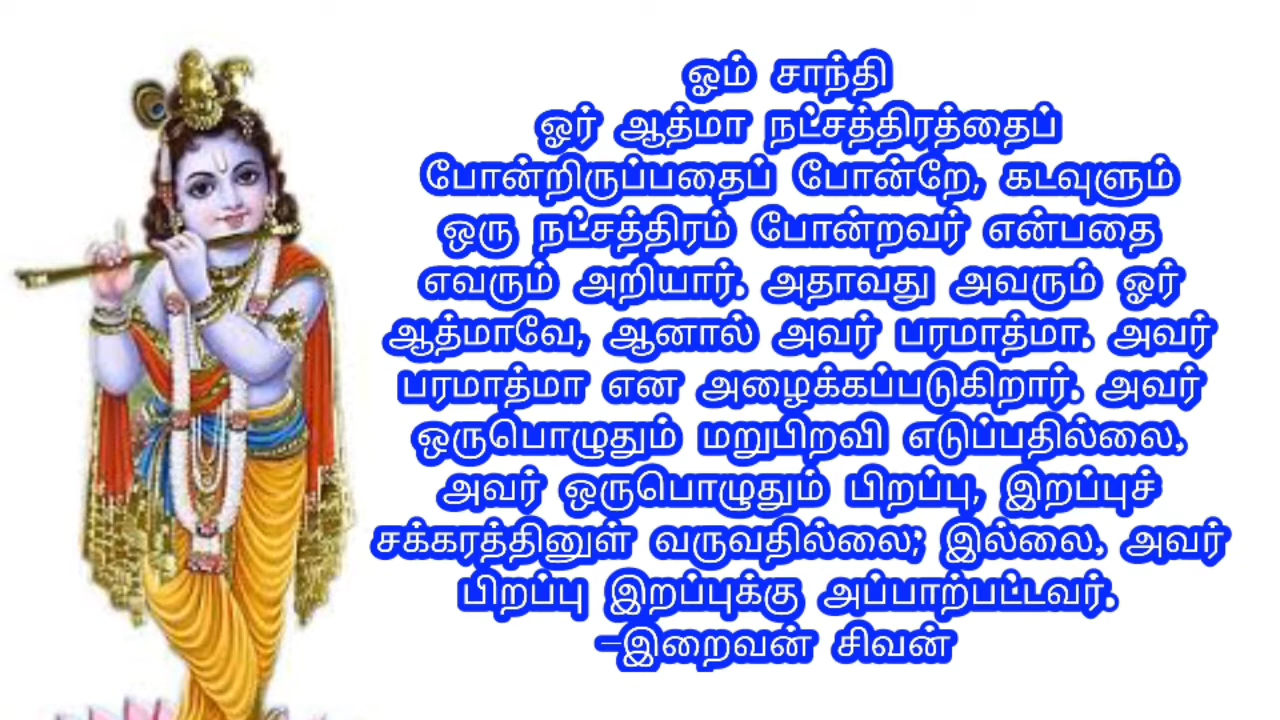 ஓம் சாந்தி
ஓர் ஆத்மா நட்சத்திரத்தைப்
போன்றிருப்பதைப் போன்றே, கடவுளும்
ஒரு நட்சத்திரம் போன்றவர் என்பதை
எவரும் அறியார். அதாவது அவரும் ஓர்
ஆத்மாவே, ஆனால் அவர் பரமாத்மா. அவர்
பரமாத்மா என அழைக்கப்படுகிறார். அவர்
ஒருபொழுதும் மறுபிறவி எடுப்பதில்லை.
அவர் ஒருபொழுதும் பிறப்பு, இறப்புச்
சக்கரத்தினுள் வருவதில்லை; இல்லை. அவர்
பிறப்பு இறப்புக்கு அப்பாற்பட்டவர்.
-இறைவன் சிவன்